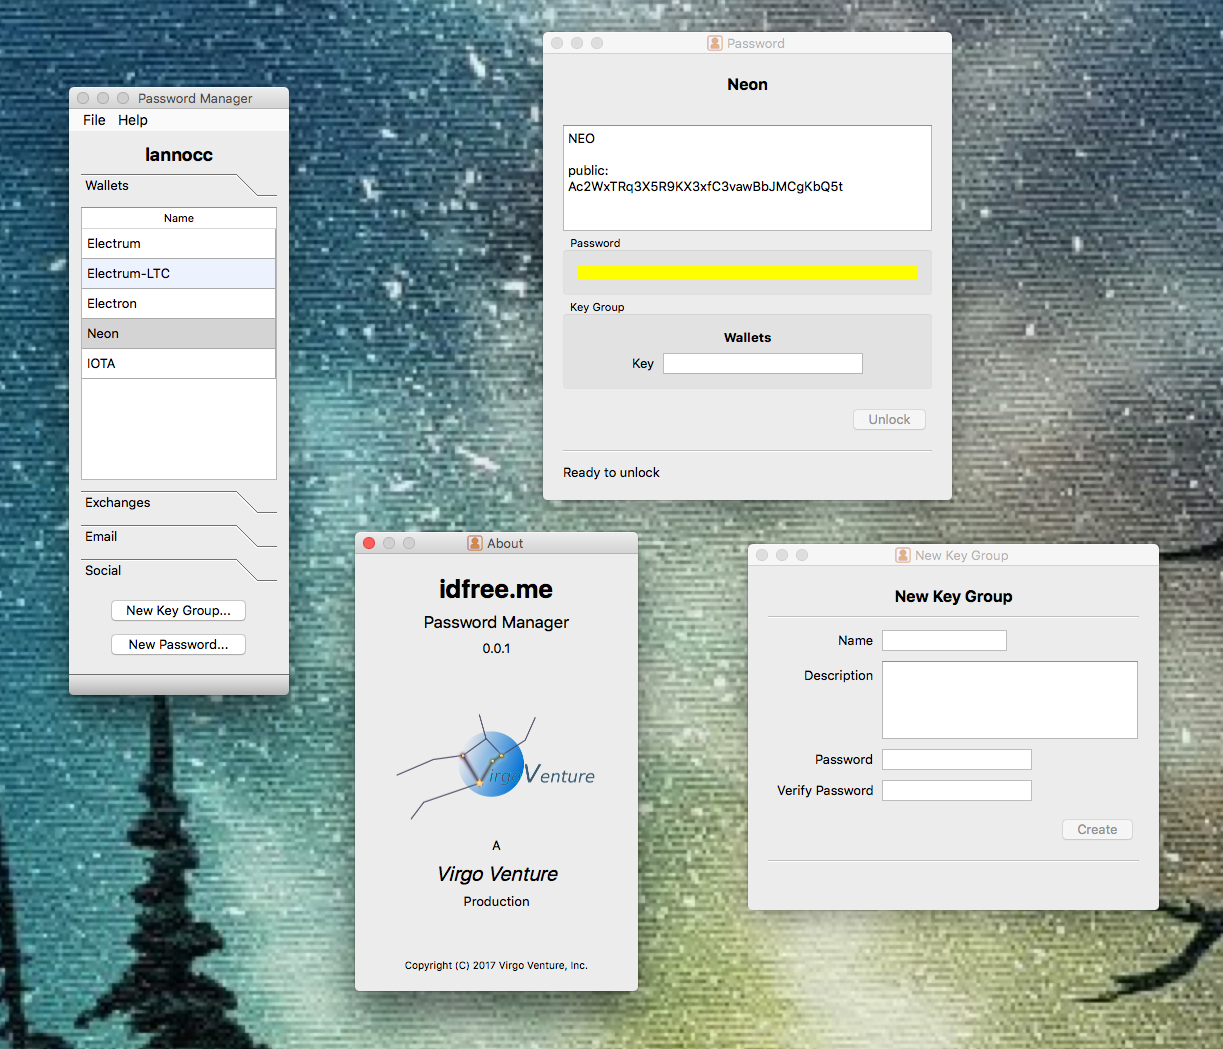 Password Manager
File Help
lannocc
Wallets
Name
Electrum
Electrum-LTC
Electron
Neon
IOTA
Exchanges
Email
Social
New Key Group...
New Password...
Password
Neon
NEO
public:
Ac2WxTRq3X5R9KX3xfC3vawBbJMCgKbQ5t
Password
Key Group
Wallets
Key
Unlock
Ready to unlock
About
idfree.me
Password Manager
0.0.1
Virgo Venture
A
Virgo Venture
Production
Copyright (C) 2017 Virgo Venture, Inc.
New Key Group
New Key Group
Name
Description
Password
Verify Password
Create